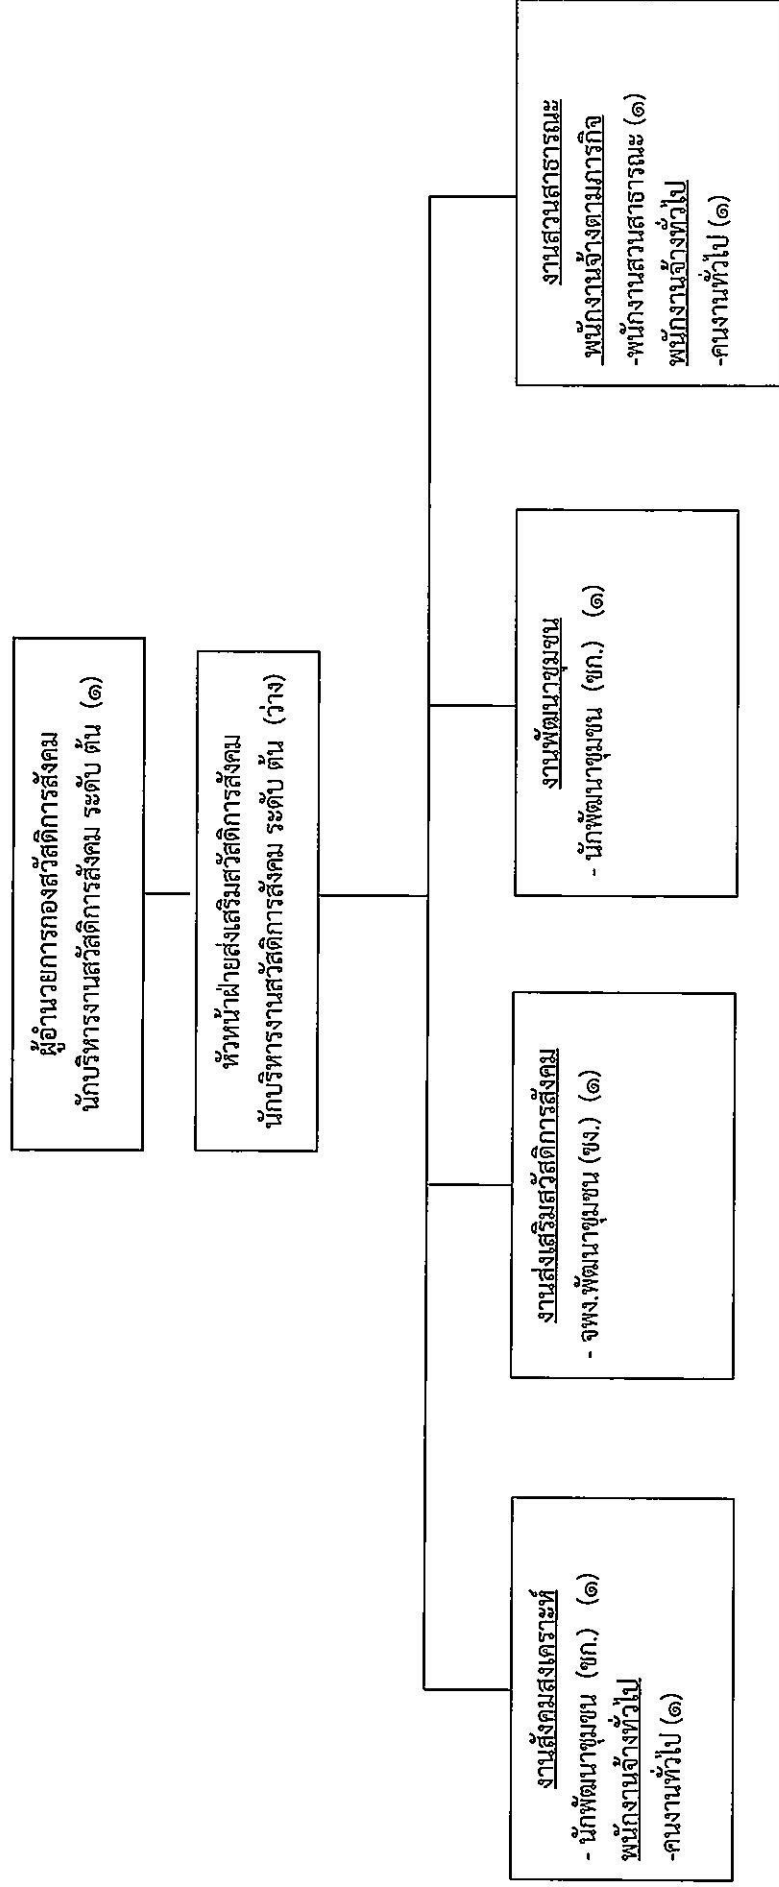 ผู้อำนวยการกองสวัสดิการสังคม
นักบริหารงานสวัสดิการสังคม ระดับ ต้น (๑)
หัวหน้าฝ่ายส่งเสริมสวัสดิการสังคม
นักบริหารงานสวัสดิการสังคม ระดับ ต้น (ว่าง)
งานสังคมสงเคราะห์
- นักพัฒนาชุมชน (ชก.) (๑)
พนักงานจ้างทั่วไป
-คนงานทั่วไป (๑)
งานส่งเสริมสวัสดิการสังคม
- จพง.พัฒนาชุมชน (ชง.) (๑)
งานพัฒนาชุมชน
- นักพัฒนาชุมชน (ชก.) (๑)
งานสวนสาธารณะ
พนักงานจ้างตามภารกิจ
-พนักงานสวนสาธารณะ (๑)
พนักงานจ้างทั่วไป
-คนงานทั่วไป (๑)